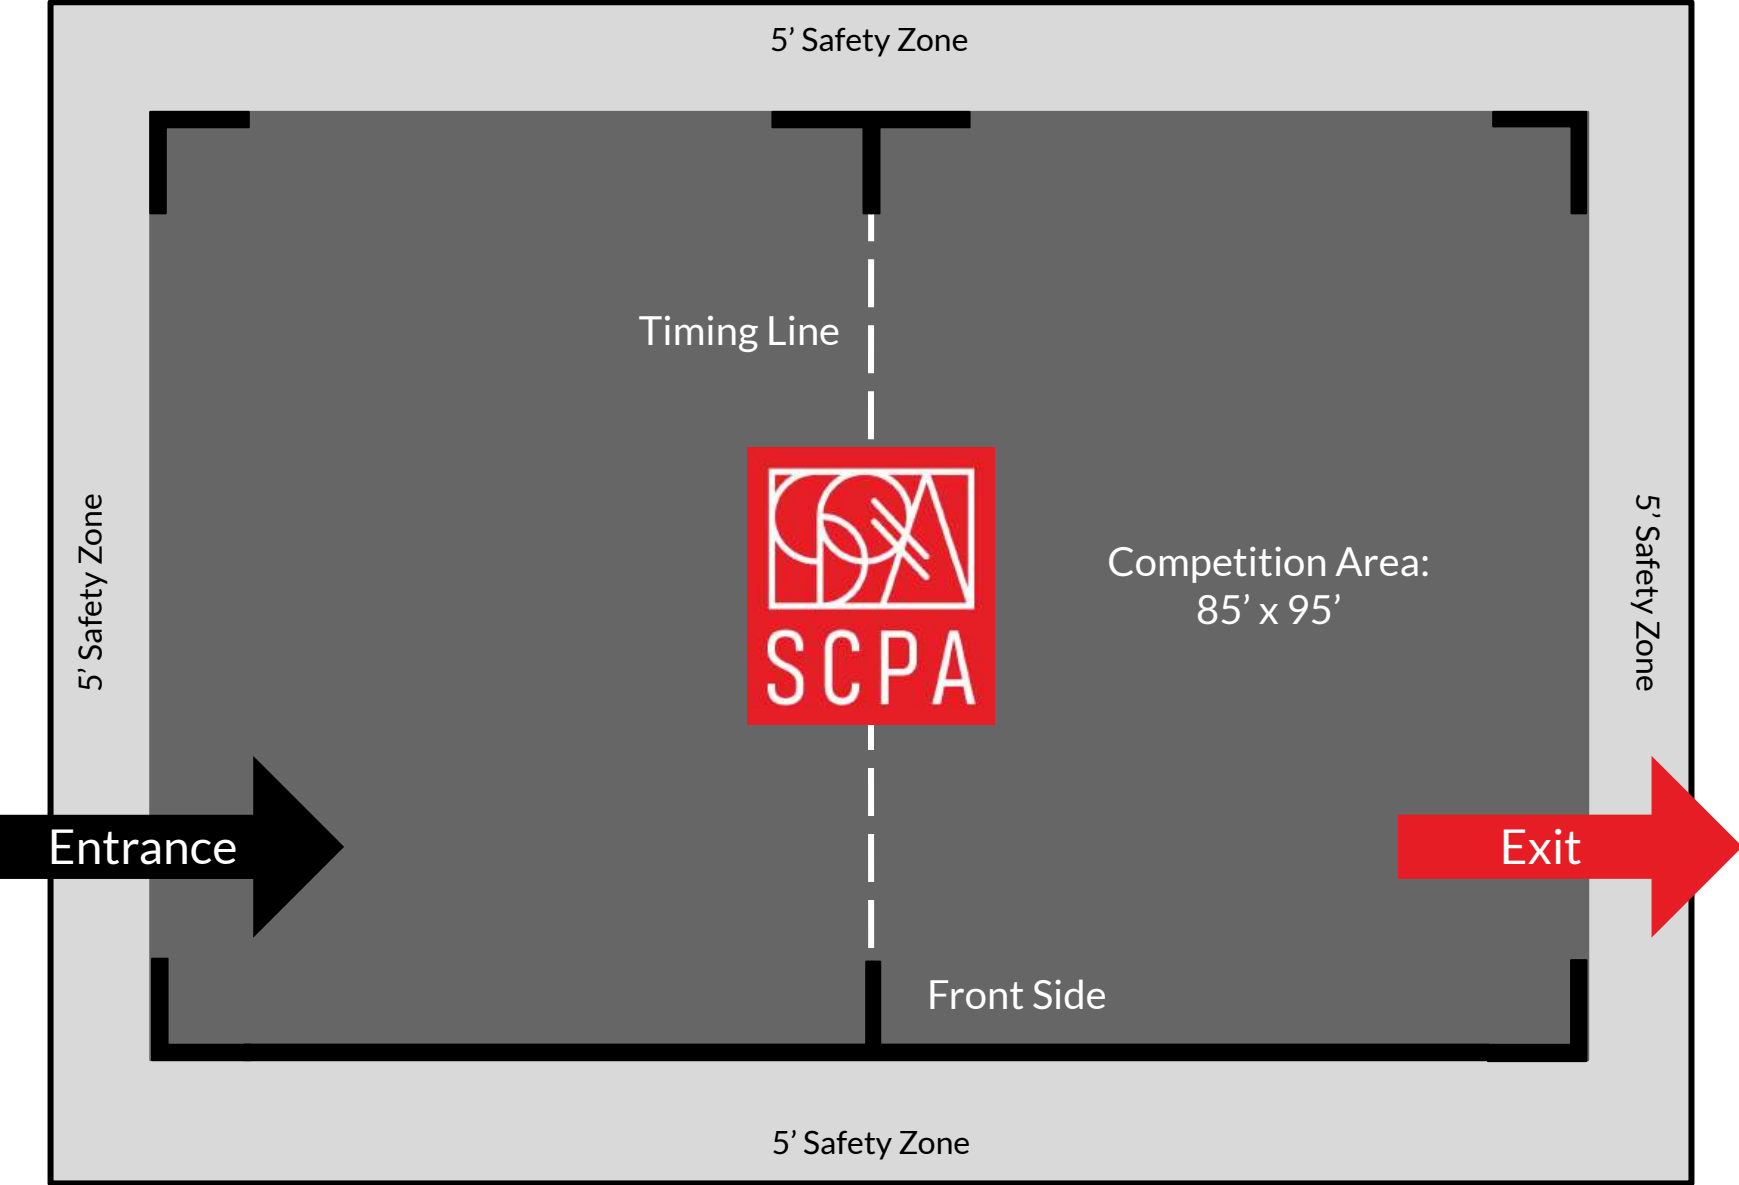 5’ Safety Zone
Timing Line
5’ Safety Zone
SCPA
Competition Area:
85’ x 95’
5’ Safety Zone
Entrance
Exit
Front Side
5’ Safety Zone